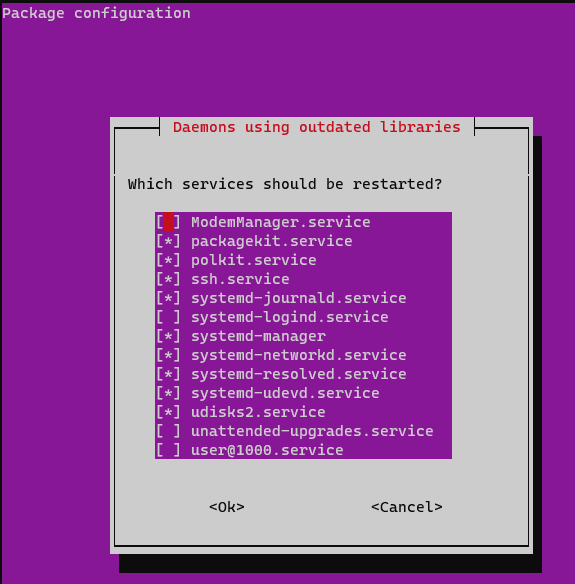 Package configuration
Daemons using outdated libraries
Which services should be restarted?
[ ] ModemManager.service
[*] packagekit.service
[*] polkit.service
[*] ssh.service
[*] systemd-journald.service
[ ] systemd-logind.service
[*] systemd-manager
[*] systemd-networkd.service
[*] systemd-resolved.service
[*] systemd-udevd.service
[*] udisks2.service
[ ] unattended-upgrades.service
[ ] user@1000.service
<Ok> <Cancel>